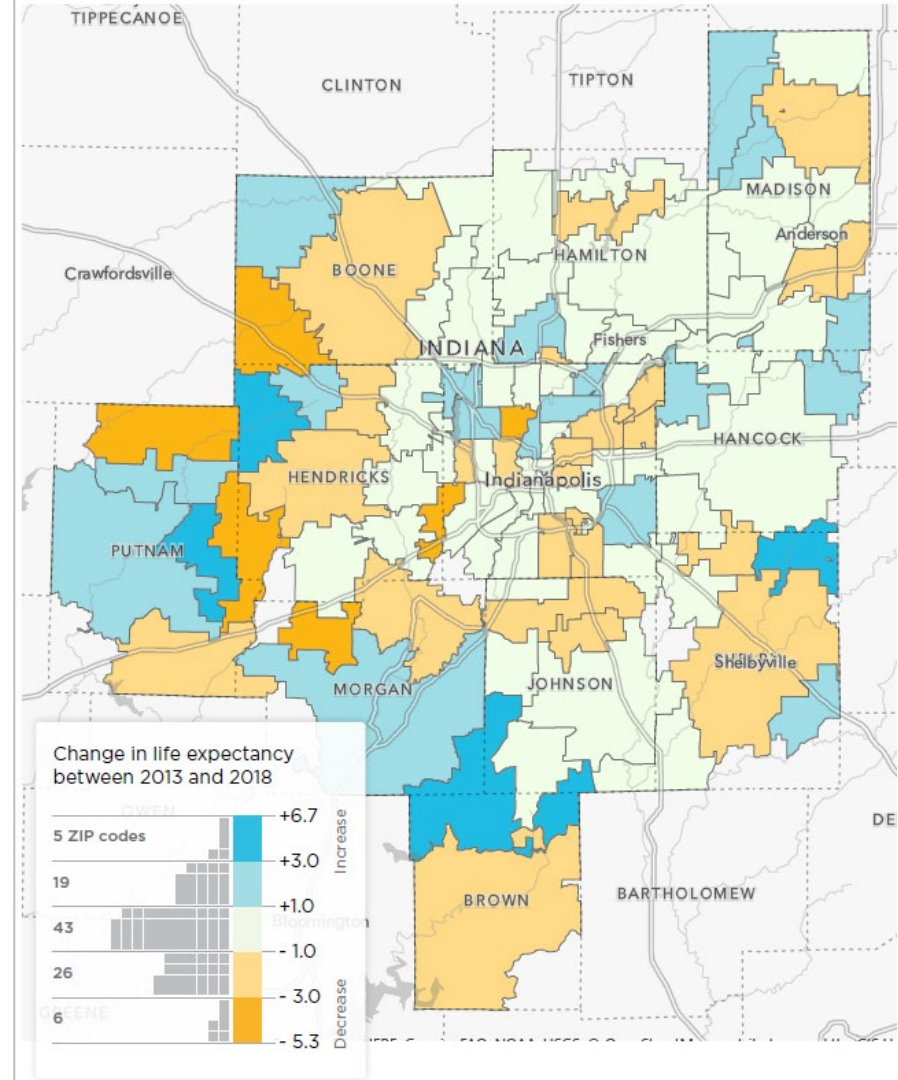 TIPPECANOE
CLINTON
TIPTON
MADISON
Anderson
HAMILTON
BOONE
Crawfordsville
INDIANA
Fishers
HANCOCK
HENDRICKS
Indianapolis
PUTNAM
Shelbyville
JOHNSON
MORGAN
Change in life expectancy
between 2013 and 2018
OWEN
+6.7
5 ZIP codes
Increase
+3.0
19
+1.0
43
Bloomington
- 1.0
26
- 3.0
6
GREENE
Decrease
- 5.3
DE
BROWN
BARTHOLOMEW